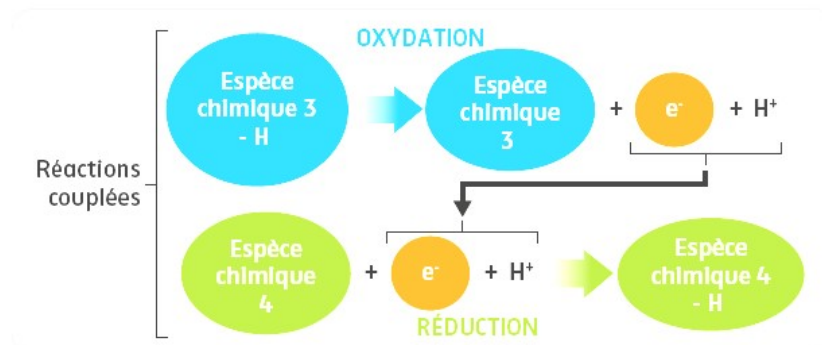 OXYDATION
Espèce
chimique 3
- H
Espèce
chimique
3
+
e-
+ H+
Réactions
couplées
Espèce
chimique
4
+
e-
+ H+
Espèce
chimique 4
- H
RÉDUCTION